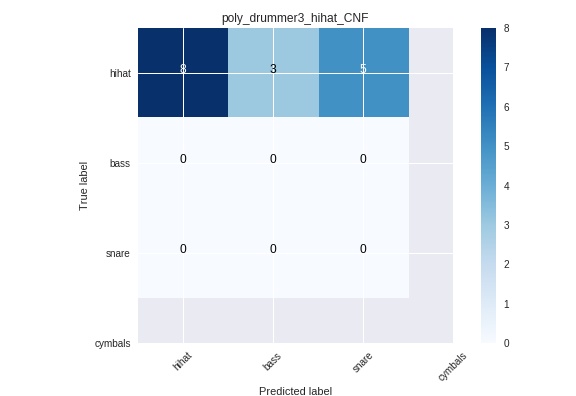 poly_drummer3_hihat_CNF
8
hihat 8 3 5
7
6
bass 0 0 0
5
True label
4
3
snare 0 0 0
2
1
cymbals
0
hihat bass snare cymbals
Predicted label